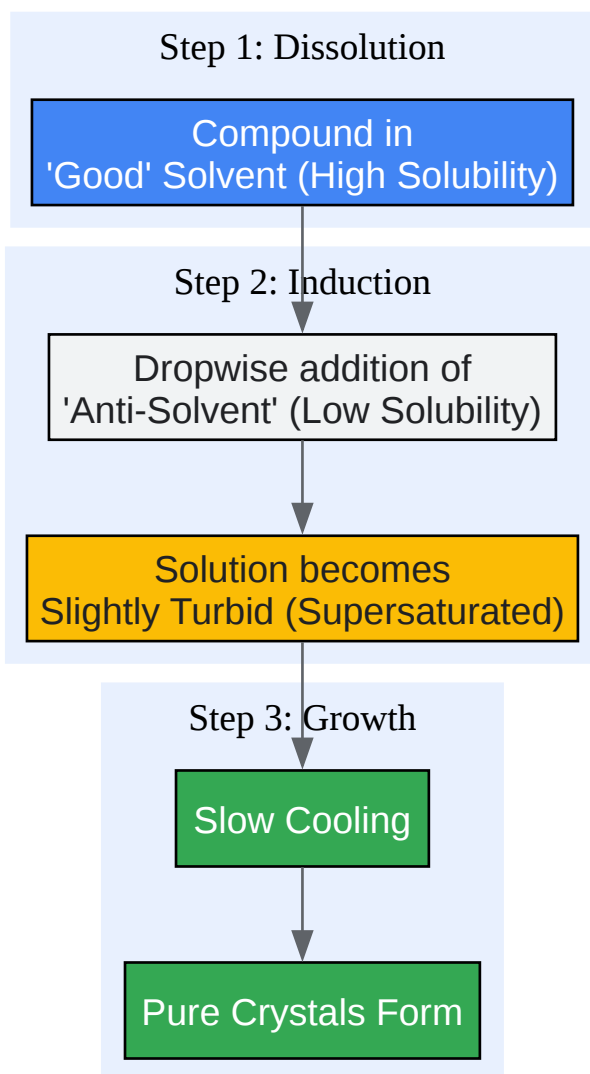 Step 1: Dissolution
Compound in
'Good' Solvent (High Solubility)
Step 2: Induction
Dropwise addition of
'Anti-Solvent' (Low Solubility)
Solution becomes
Slightly Turbid (Supersaturated)
Step 3: Growth
Slow Cooling
Pure Crystals Form